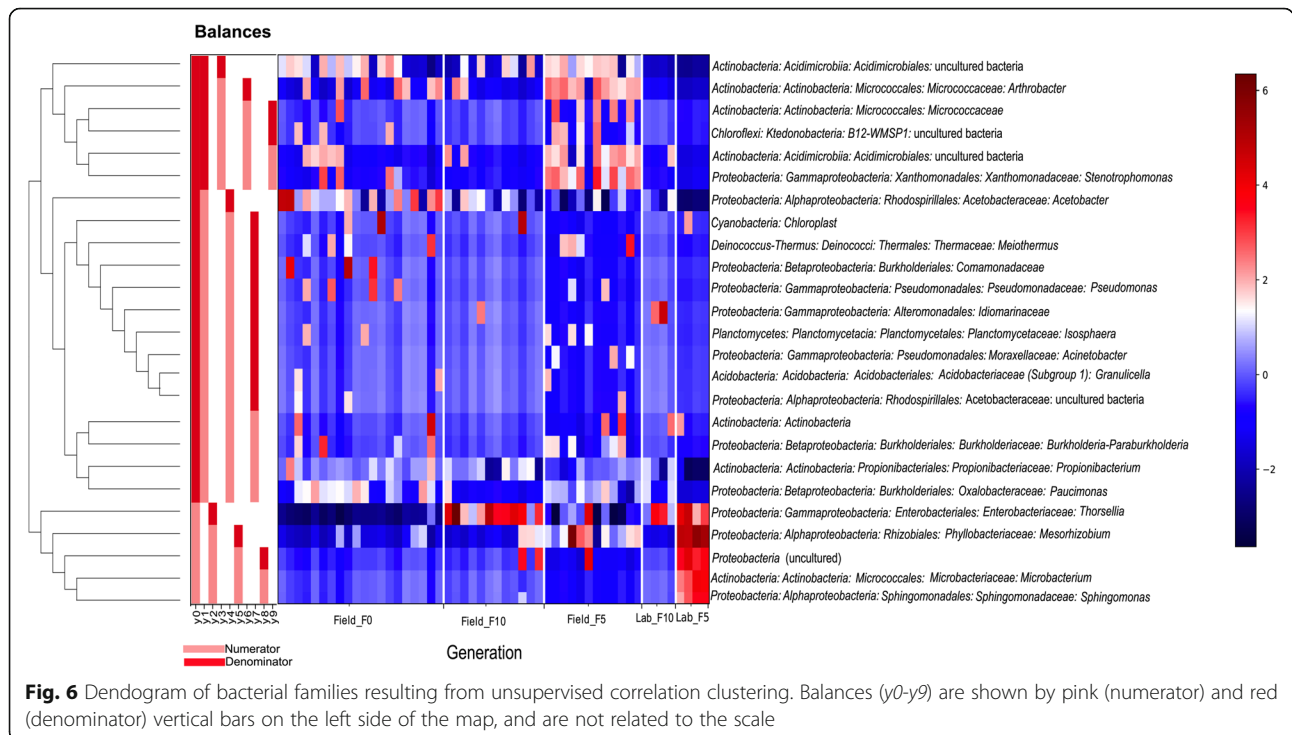 Balances
Actinobacteria: Acidimicrobiia: Acidimicrobiales: uncultured bacteria
Actinobacteria: Actinobacteria: Micrococcales: Micrococcaceae: Arthrobacter
Actinobacteria: Actinobacteria: Micrococcales: Micrococcaceae
Chloroflexi: Ktedonobacteria: B12-WMSP1: uncultured bacteria
Actinobacteria: Acidimicrobiia: Acidimicrobiales: uncultured bacteria
Proteobacteria: Gammaproteobacteria: Xanthomonadales: Xanthomonadaceae: Stenotrophomonas
Proteobacteria: Alphaproteobacteria: Rhodospirillales: Acetobacteraceae: Acetobacter
Cyanobacteria: Chloroplast
Deinococcus-Thermus: Deinococci: Thermales: Thermaceae: Meiothermus
Proteobacteria: Betaproteobacteria: Burkholderiales: Comamonadaceae
Proteobacteria: Gammaproteobacteria: Pseudomonadales: Pseudomonadaceae: Pseudomonas
Proteobacteria: Gammaproteobacteria: Alteromonadales: Idiomarinaceae
Planctomycetes: Planctomycetacia: Planctomycetales: Planctomycetaceae: Isosphaera
Proteobacteria: Gammaproteobacteria: Pseudomonadales: Moraxellaceae: Acinetobacter
Acidobacteria: Acidobacteria: Acidobacteriales: Acidobacteriaceae (Subgroup 1): Granulicella
Proteobacteria: Alphaproteobacteria: Rhodospirillales: Acetobacteraceae: uncultured bacteria
Actinobacteria: Actinobacteria
Proteobacteria: Betaproteobacteria: Burkholderiales: Burkholderiaceae: Burkholderia-Paraburkholderia
Actinobacteria: Actinobacteria: Propionibacteriales: Propionibacteriaceae: Propionibacterium
Proteobacteria: Betaproteobacteria: Burkholderiales: Oxalobacteraceae: Paucimonas
Proteobacteria: Gammaproteobacteria: Enterobacteriales: Enterobacteriaceae: Thorsellia
Proteobacteria: Alphaproteobacteria: Rhizobiales: Phyllobacteriaceae: Mesorhizobium
Proteobacteria (uncultured)
Actinobacteria: Actinobacteria: Micrococcales: Microbacteriaceae: Microbacterium
Proteobacteria: Alphaproteobacteria: Sphingomonadales: Sphingomonadaceae: Sphingomonas
6
4
2
0
−2
y0 y1 y2 y3 y4 y5 y6 y7 y8 y9
Field_F0 Field_F10 Field_F5 Lab_F10 Lab_F5
Numerator
Denominator
Generation
Fig. 6 Dendogram of bacterial families resulting from unsupervised correlation clustering. Balances (y0-y9) are shown by pink (numerator) and red
(denominator) vertical bars on the left side of the map, and are not related to the scale